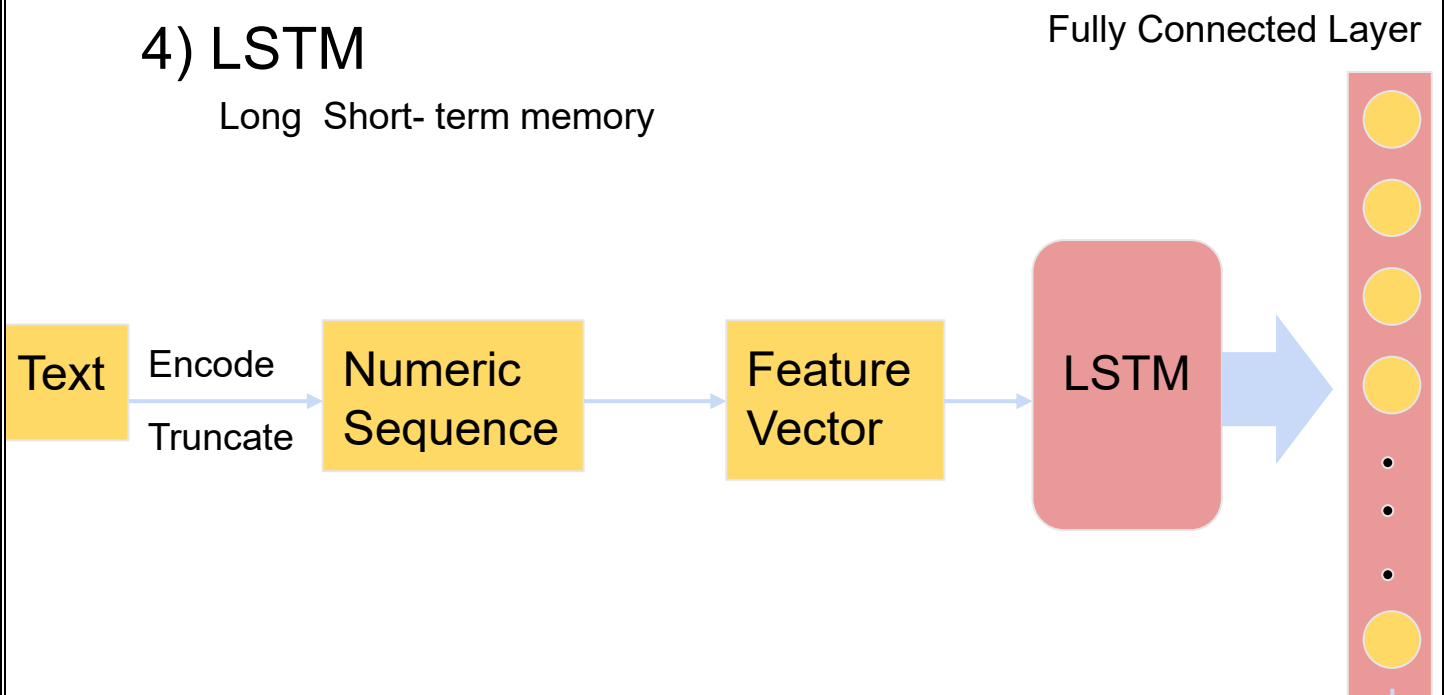 4) LSTM
Fully Connected Layer
Long  Short- term memory
Text
Encode
Truncate
Numeric
Sequence
Feature
Vector
LSTM